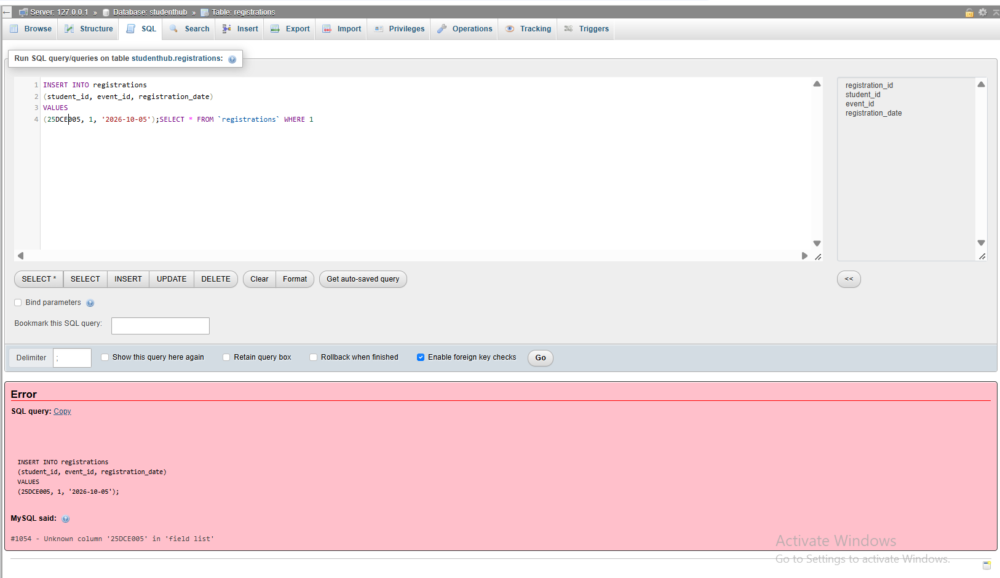 Server: 127.0.0.1 » Database: studenthub » Table: registrations
Browse Structure SQL Search Insert Export Import Privileges Operations Tracking Triggers
Run SQL query/queries on table studenthub.registrations:
1 INSERT INTO registrations
2 (student_id, event_id, registration_date)
3 VALUES
4 (25DCE005, 1, '2026-10-05');SELECT * FROM `registrations` WHERE 1
registration_id
student_id
event_id
registration_date
SELECT * SELECT INSERT UPDATE DELETE Clear Format Get auto-saved query <<
Bind parameters
Bookmark this SQL query:
Delimiter ; Show this query here again Retain query box Rollback when finished Enable foreign key checks Go
Error
SQL query: Copy
INSERT INTO registrations
(student_id, event_id, registration_date)
VALUES
(25DCE005, 1, '2026-10-05');
MySQL said:
#1054 - Unknown column '25DCE005' in 'field list'
Activate Windows
Go to Settings to activate Windows.